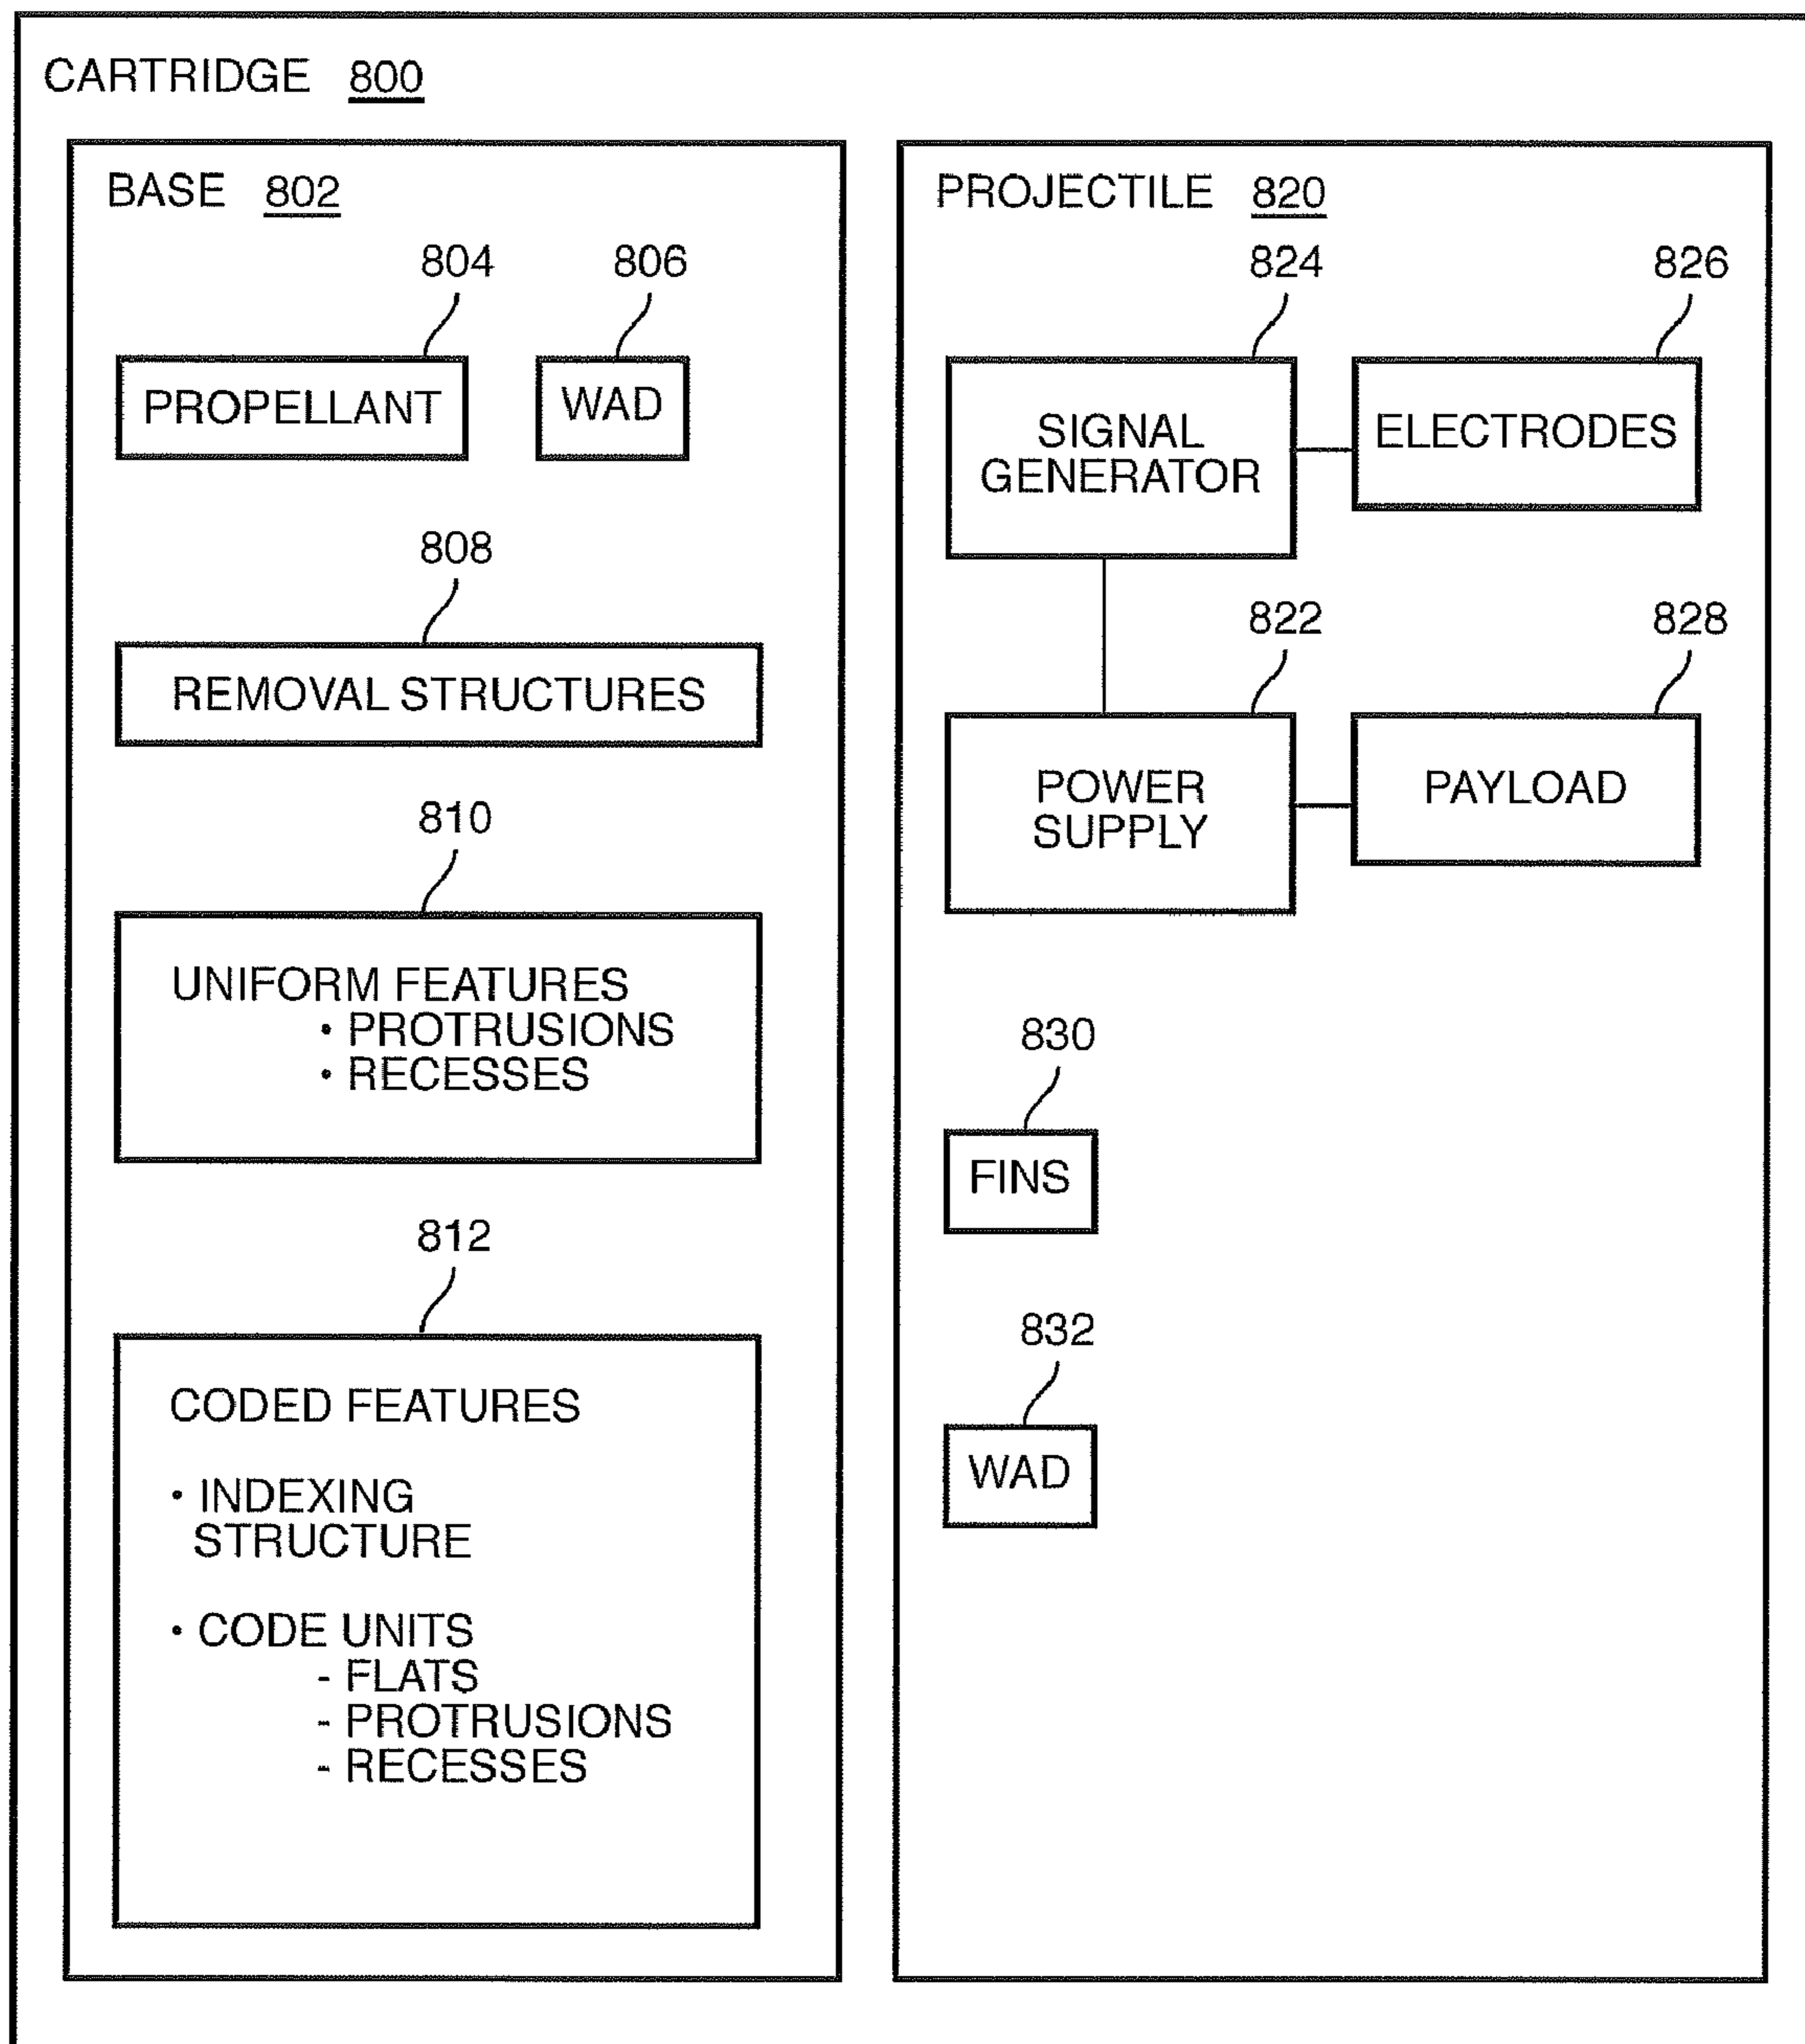 CARTRIDGE 800
BASE 802
804
806
PROPELLANT
WAD
808
REMOVAL STRUCTURES
810
UNIFORM FEATURES
• PROTRUSIONS
• RECESSES
812
CODED FEATURES
• INDEXING
STRUCTURE
• CODE UNITS
- FLATS
- PROTRUSIONS
- RECESSES
PROJECTILE 820
824
826
SIGNAL
GENERATOR
ELECTRODES
822
828
POWER
SUPPLY
PAYLOAD
830
FINS
832
WAD